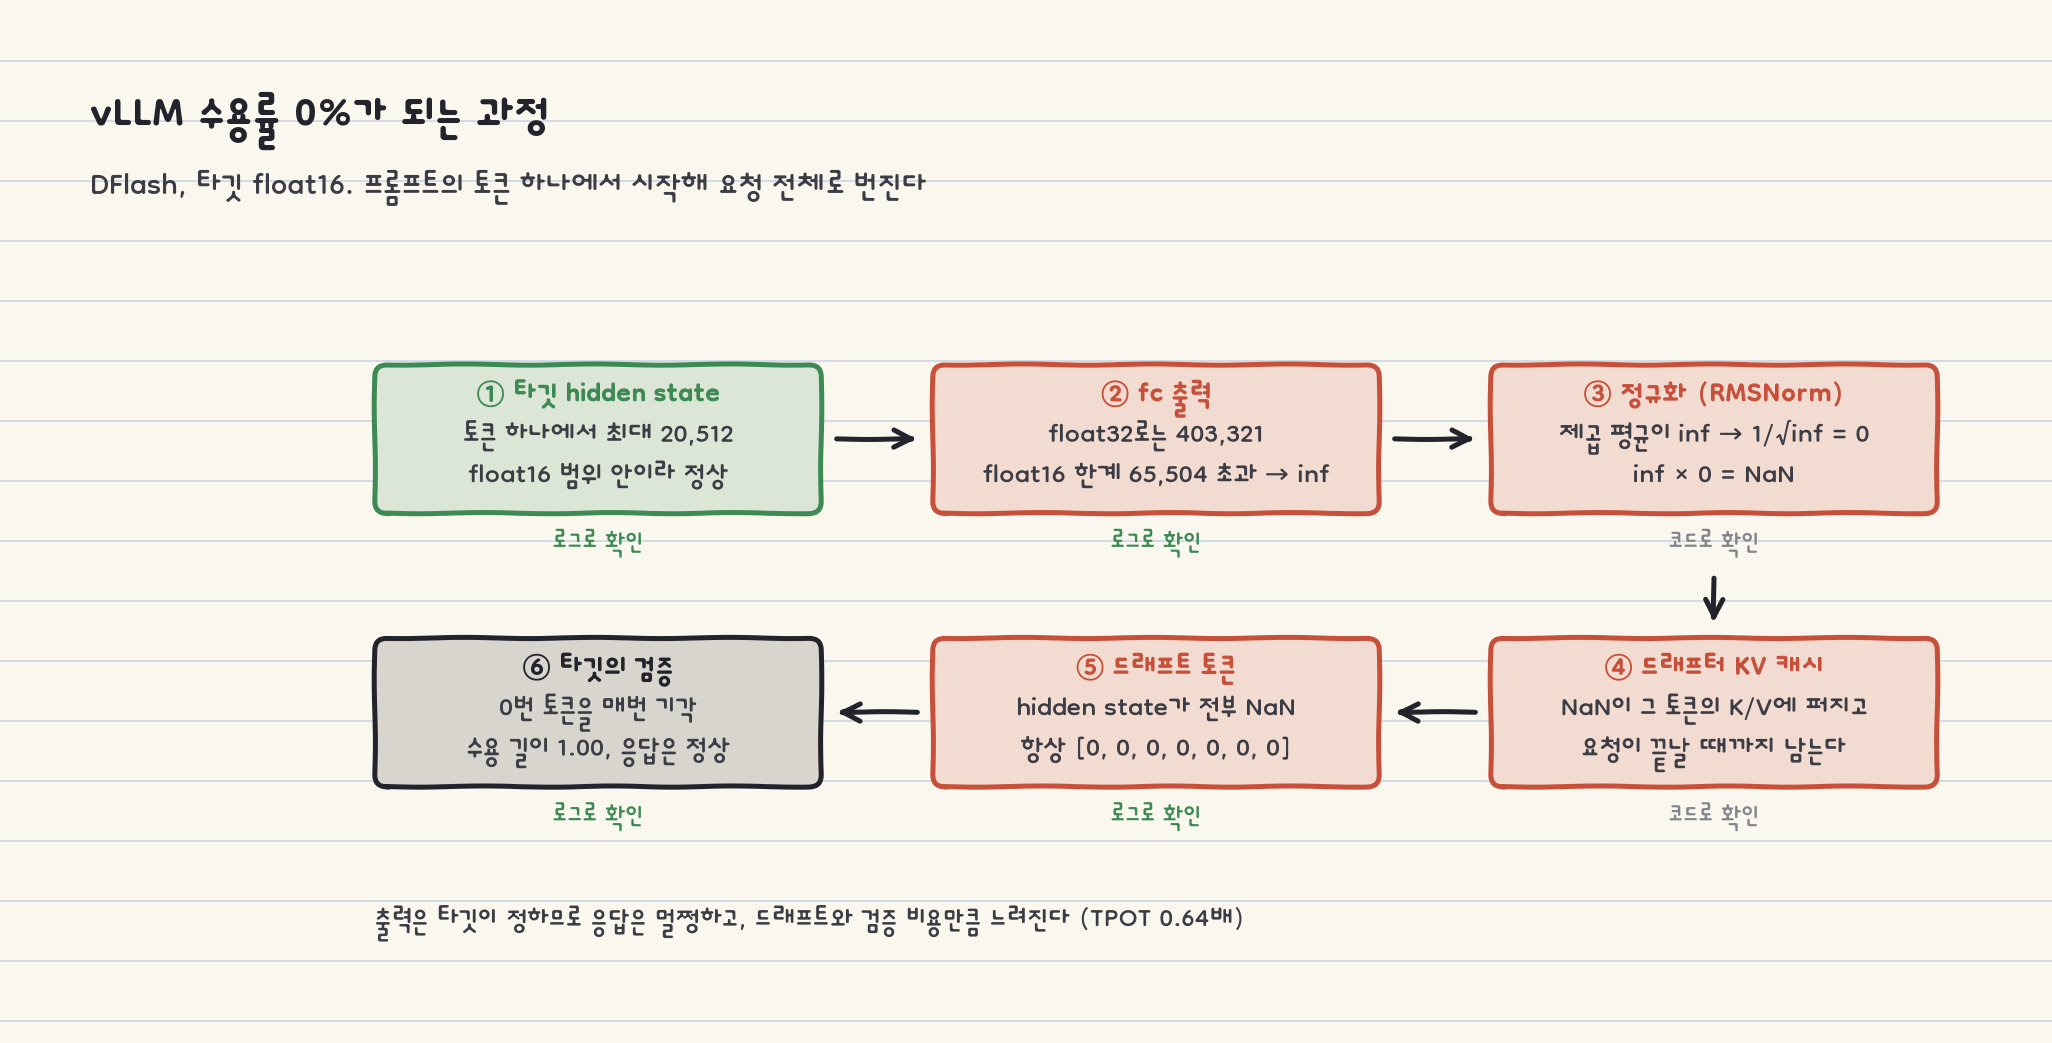 vLLM 수용률 0%가 되는 과정
DFlash, 타깃 float16. 프롬프트의 토큰 하나에서 시작해 요청 전체로 번진다
① 타깃 hidden state
토큰 하나에서 최대 20,512
float16 범위 안이라 정상
로그로 확인
② fc 출력
float32로는 403,321
float16 한계 65,504 초과 → inf
로그로 확인
③ 정규화 (RMSNorm)
제곱 평균이 inf → 1/√inf = 0
inf × 0 = NaN
코드로 확인
④ 드래프터 KV 캐시
NaN이 그 토큰의 K/V에 퍼지고
요청이 끝날 때까지 남는다
코드로 확인
⑤ 드래프트 토큰
hidden state가 전부 NaN
항상 [0, 0, 0, 0, 0, 0, 0]
로그로 확인
⑥ 타깃의 검증
0번 토큰을 매번 기각
수용 길이 1.00, 응답은 정상
로그로 확인
출력은 타깃이 정하므로 응답은 멀쩡하고, 드래프트와 검증 비용만큼 느려진다 (TPOT 0.64배)